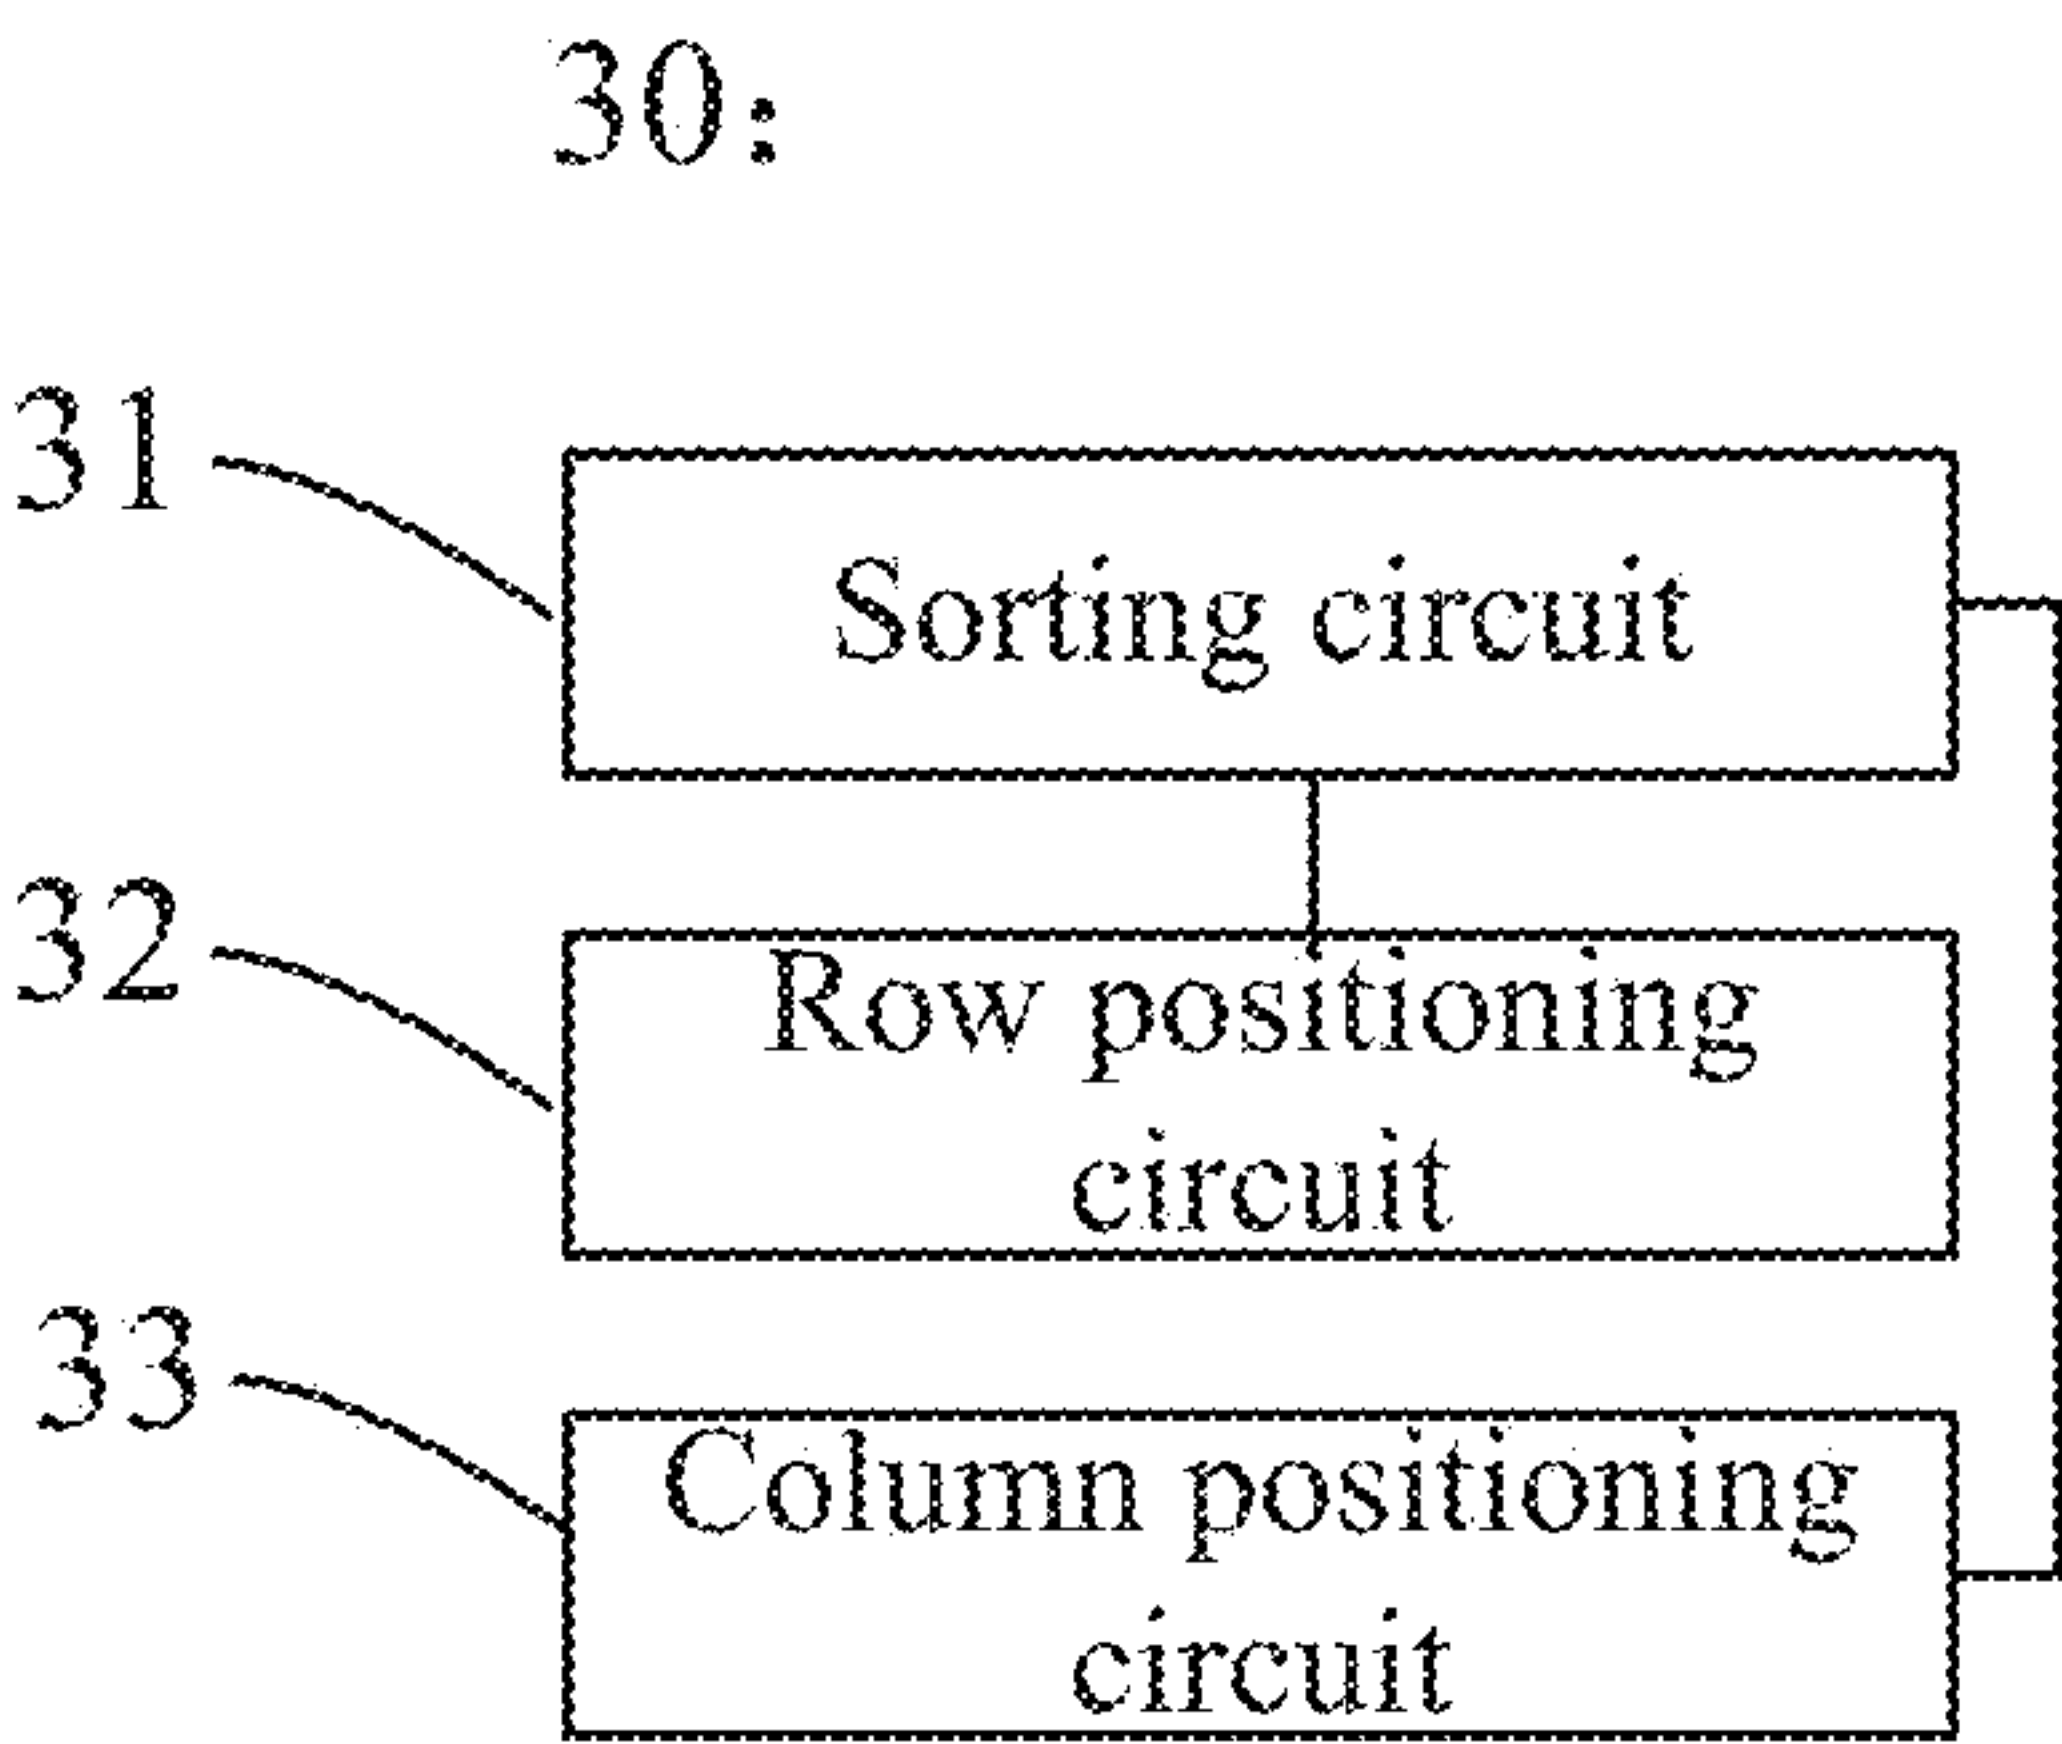 30:
31
Sorting circuit
32
Row positioning
circuit
33
Column positioning
circuit